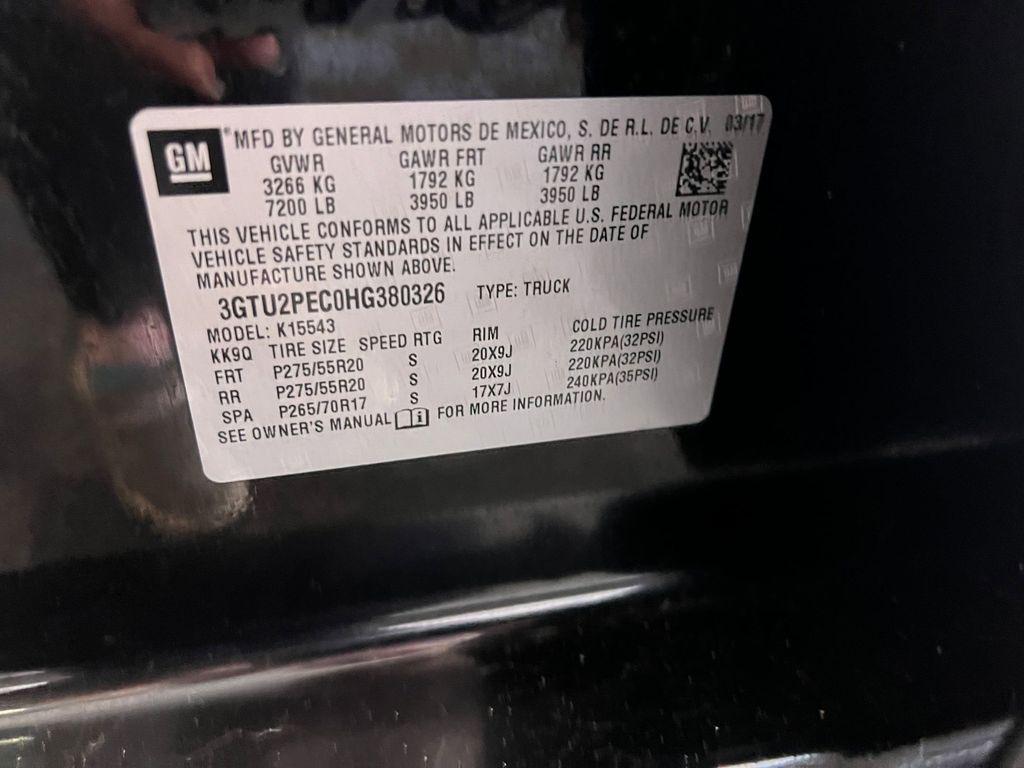 GM
® MFD BY GENERAL MOTORS DE MEXICO, S. DE R.L. DE C.V. 03/17
GVWR GAWR FRT GAWR RR
3266 KG 1792 KG 1792 KG
7200 LB 3950 LB 3950 LB
THIS VEHICLE CONFORMS TO ALL APPLICABLE U.S. FEDERAL MOTOR
VEHICLE SAFETY STANDARDS IN EFFECT ON THE DATE OF
MANUFACTURE SHOWN ABOVE.
3GTU2PEC0HG380326 TYPE: TRUCK
MODEL: K15543
KK9Q TIRE SIZE SPEED RTG RIM COLD TIRE PRESSURE
FRT P275/55R20 S 20X9J 220KPA(32PSI)
RR P275/55R20 S 20X9J 220KPA(32PSI)
SPA P265/70R17 S 17X7J 240KPA(35PSI)
SEE OWNER'S MANUAL i FOR MORE INFORMATION.